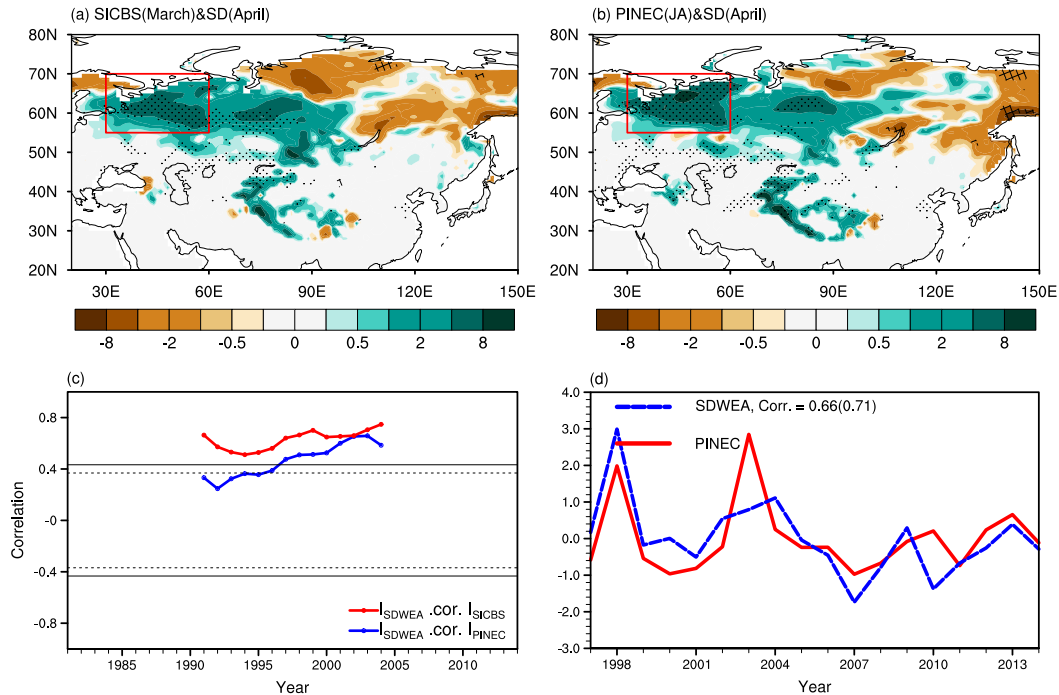 (a) SICBS(March)&SD(April)
80N
70N
60N
50N
40N
30N
20N
30E 60E 90E 120E 150E
-8 -2 -0.5 0 0.5 2 8
(b) PINEC(JA)&SD(April)
80N
70N
60N
50N
40N
30N
20N
30E 60E 90E 120E 150E
-8 -2 -0.5 0 0.5 2 8
(c)
Correlation
0.8
0.4
-0
-0.4
-0.8
I SDWEA .cor. I SICBS
I SDWEA .cor. I PINEC
1985 1990 1995 2000 2005 2010
Year
(d)
4.0
3.0
2.0
1.0
0.0
-1.0
-2.0
-3.0
SDWEA, Corr. = 0.66(0.71)
PINEC
1998 2001 2004 2007 2010 2013
Year